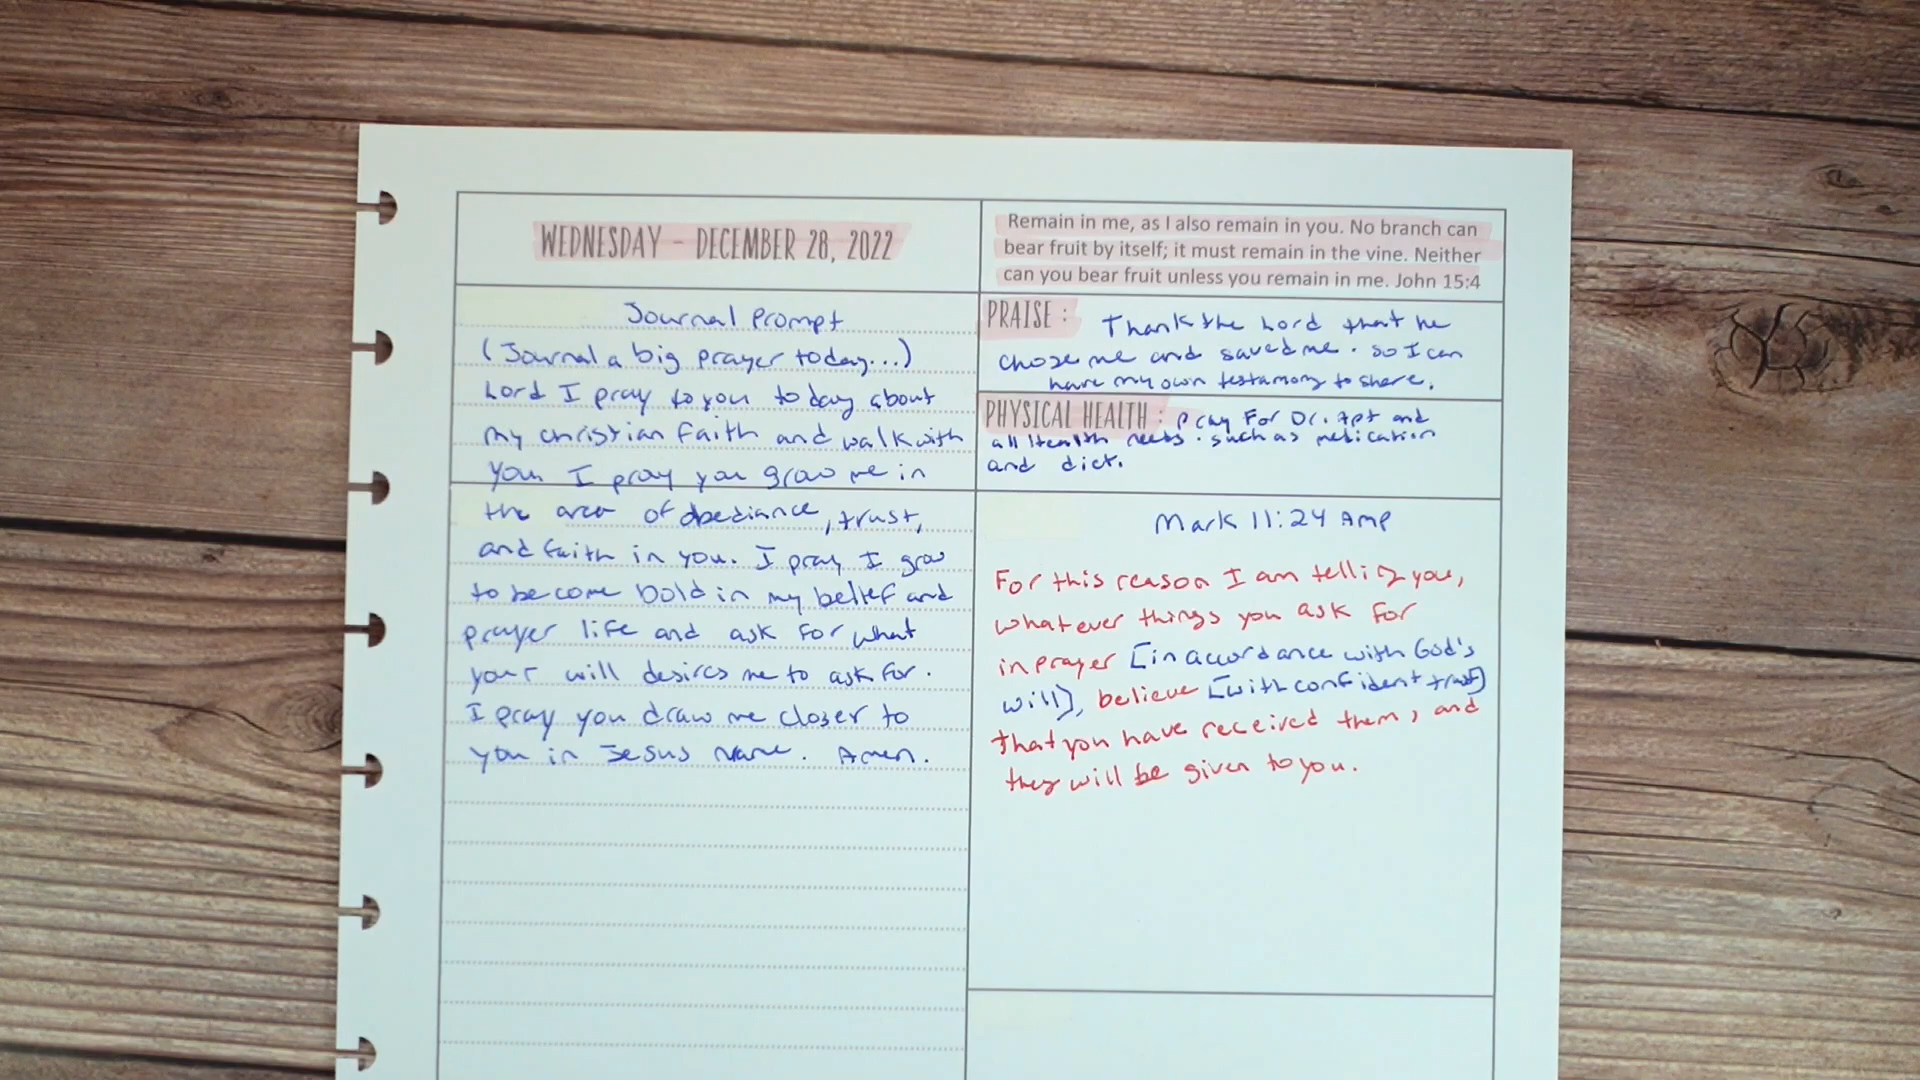 WEDNESDAY - DECEMBER 28, 2022
Journal Prompt
(Journal a big prayer today...)
Lord I pray to you today about
my christian faith and walk with
you. I pray you grow me in
the area of obediance, trust,
and faith in you. I pray I grow
to become bold in my belief and
prayer life and ask for what
your will desires me to ask for.
I pray you draw me closer to
you in Jesus name. Amen.
Remain in me, as I also remain in you. No branch can
bear fruit by itself; it must remain in the vine. Neither
can you bear fruit unless you remain in me. John 15:4
PRAISE : Thank the Lord that he
chose me and saved me. so I can
have my own testamony to share.
PHYSICAL HEALTH : Pray For Dr. Apt and
all Health needs. such as medication
and diet.
Mark 11:24 Amp
For this reason I am telling you,
whatever things you ask for
in prayer [in accordance with God's
will], believe [with confident trust]
that you have received them, and
they will be given to you.